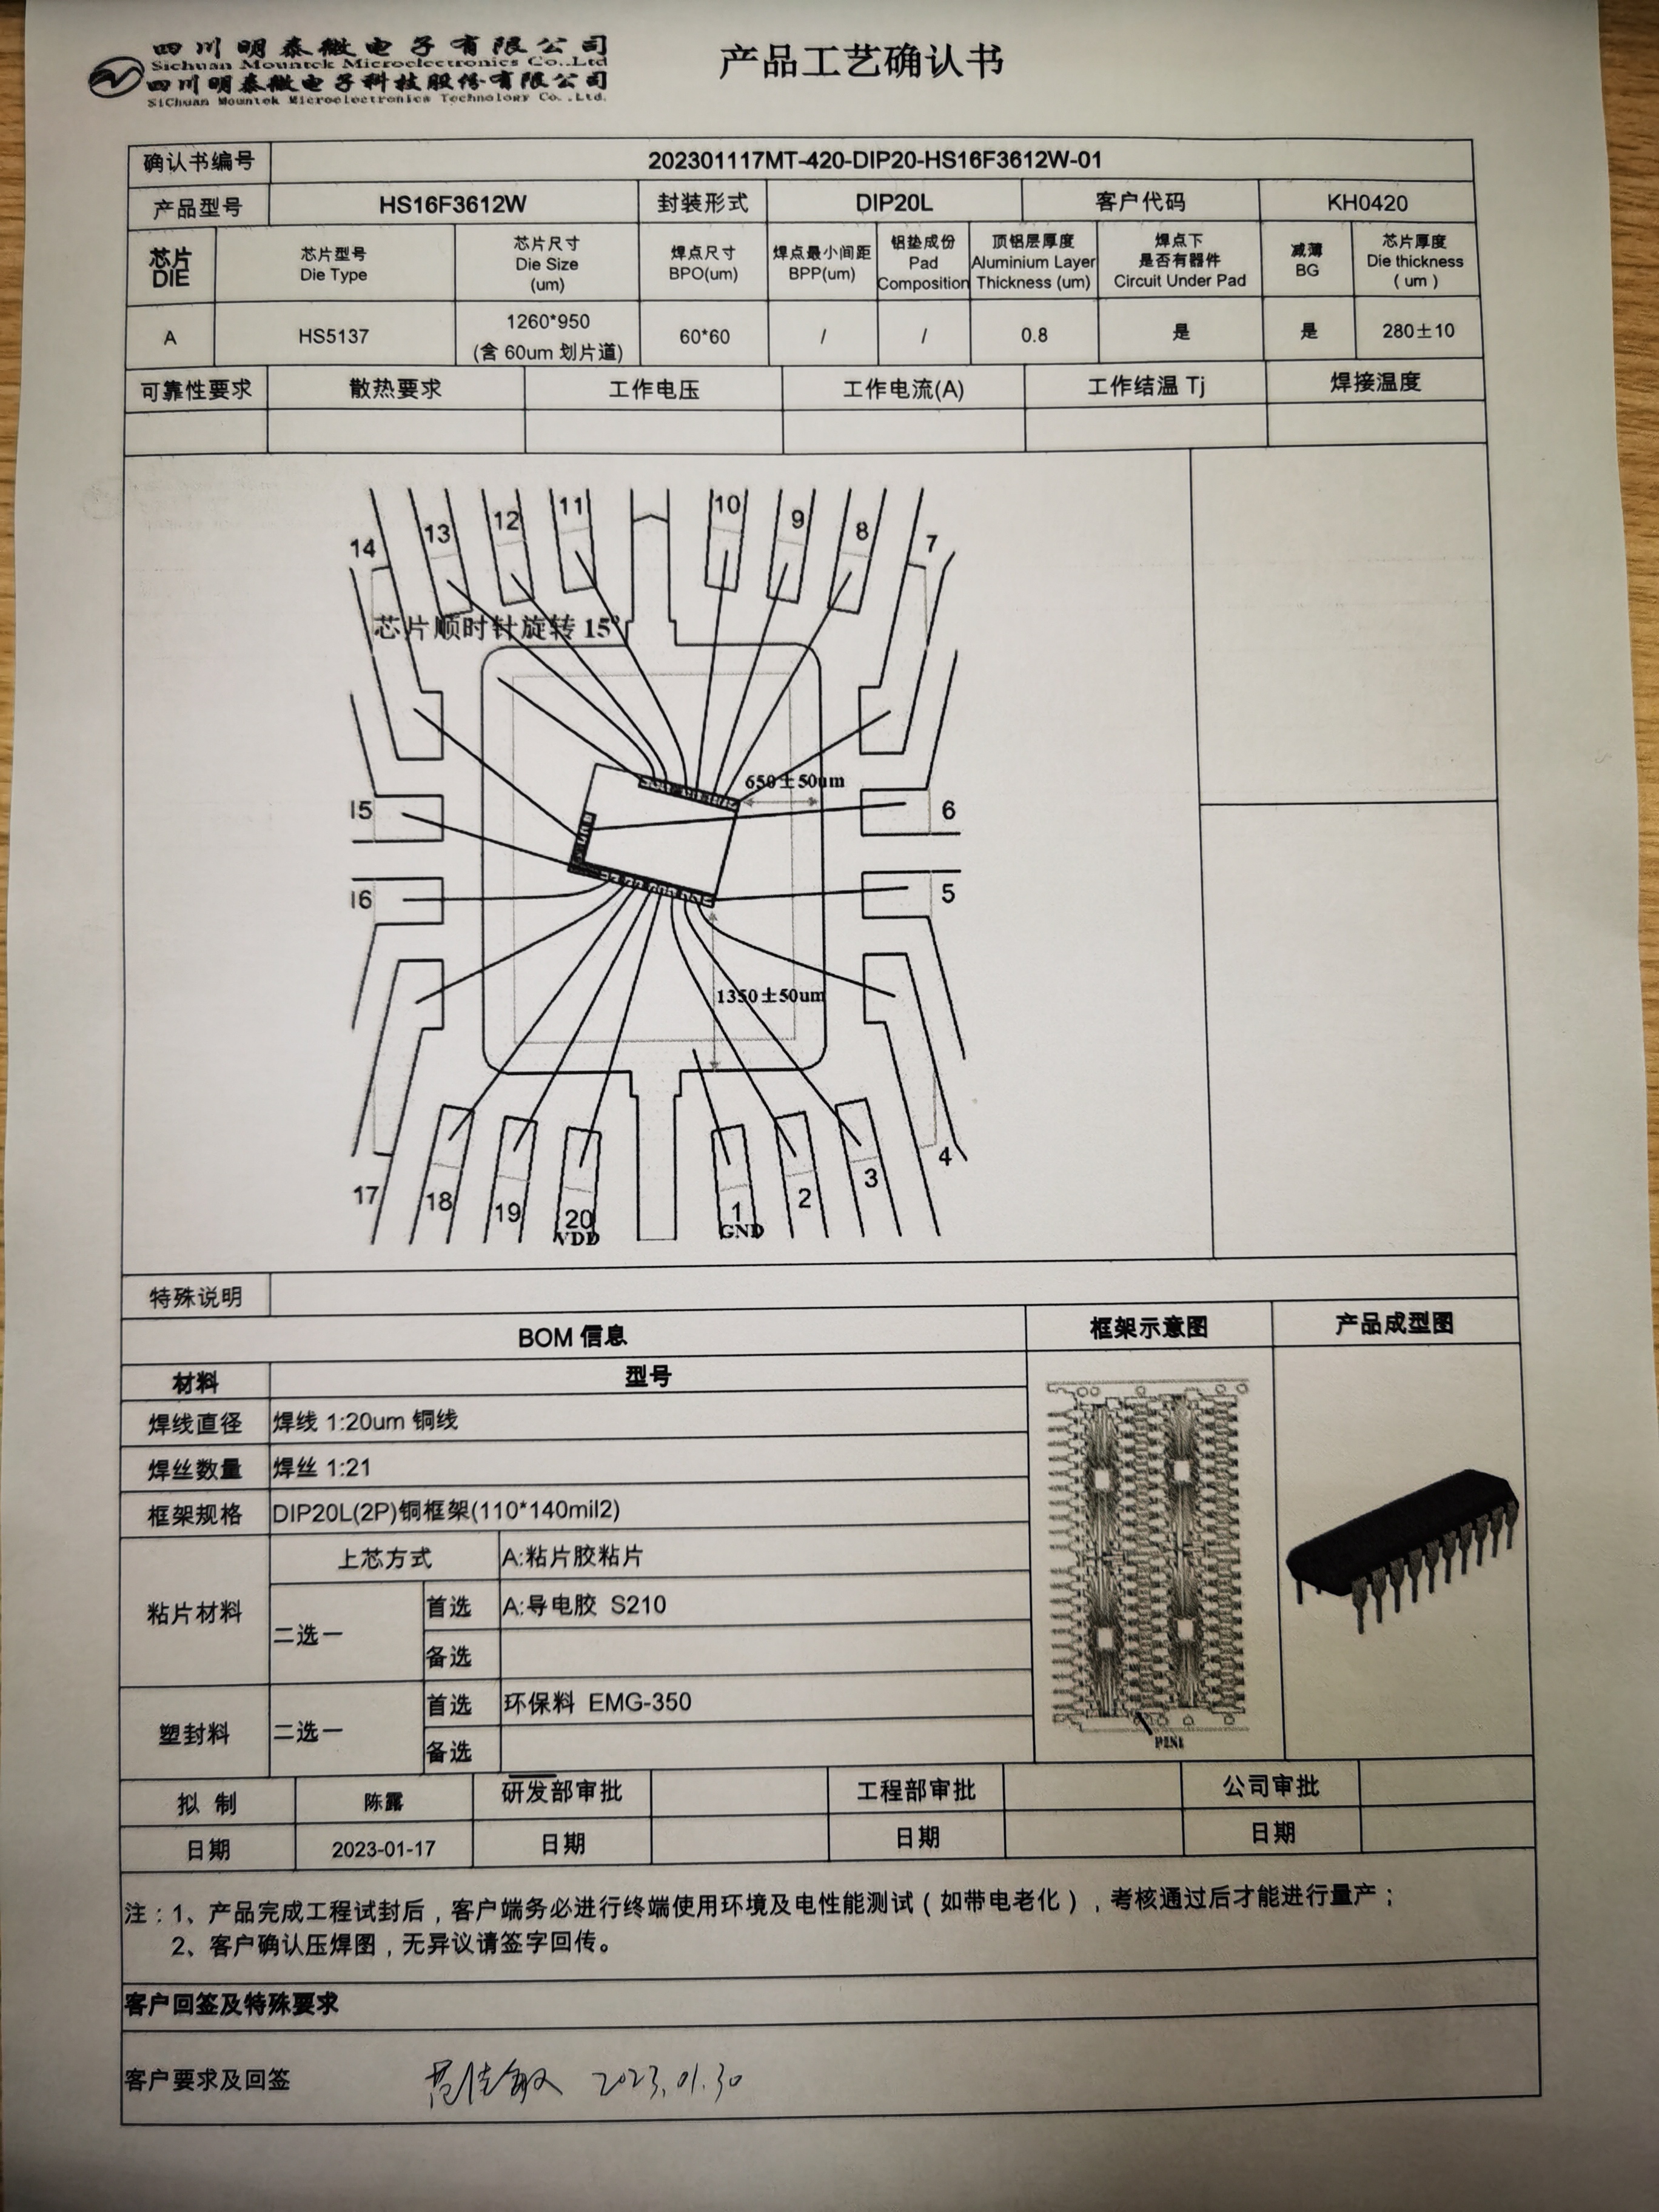 四川明泰微电子有限公司
Sichuan Mountek Microelectronics Co.,Ltd
四川明泰微电子科技股份有限公司
SiChuan Mountek Microelectronics Technology Co.,Ltd.
产品工艺确认书
确认书编号 202301117MT-420-DIP20-HS16F3612W-01
产品型号 HS16F3612W 封装形式 DIP20L 客户代码 KH0420
芯片 DIE
芯片型号 Die Type
芯片尺寸 Die Size (um)
焊点尺寸 BPO(um)
焊点最小间距 BPP(um)
铝垫成份 Pad Composition
顶铝层厚度 Aluminium Layer Thickness (um)
焊点下是否有器件 Circuit Under Pad
减薄 BG
芯片厚度 Die thickness (um)
A HS5137 1260*950 (含 60um 划片道) 60*60 / / 0.8 是 是 280±10
可靠性要求 散热要求 工作电压 工作电流(A) 工作结温 Tj 焊接温度
14 13 12 11 10 9 8 7
芯片顺时针旋转 15°
650±50um
15 6
16 5
1350±50um
17 18 19 20 1 2 3 4
VDD GND
特殊说明
BOM 信息 框架示意图 产品成型图
材料 型号
焊线直径 焊线 1:20um 铜线
焊丝数量 焊丝 1:21
框架规格 DIP20L(2P)铜框架(110*140mil2)
粘片材料 上芯方式 A:粘片胶粘片
二选一 首选 A:导电胶 S210
备选
塑封料 二选一 首选 环保料 EMG-350
备选
PIN1
拟 制 陈露 研发部审批 工程部审批 公司审批
日期 2023-01-17 日期 日期 日期
注：1、产品完成工程试封后，客户端务必进行终端使用环境及电性能测试（如带电老化），考核通过后才能进行量产；
2、客户确认压焊图，无异议请签字回传。
客户回签及特殊要求
客户要求及回签 2023.01.30